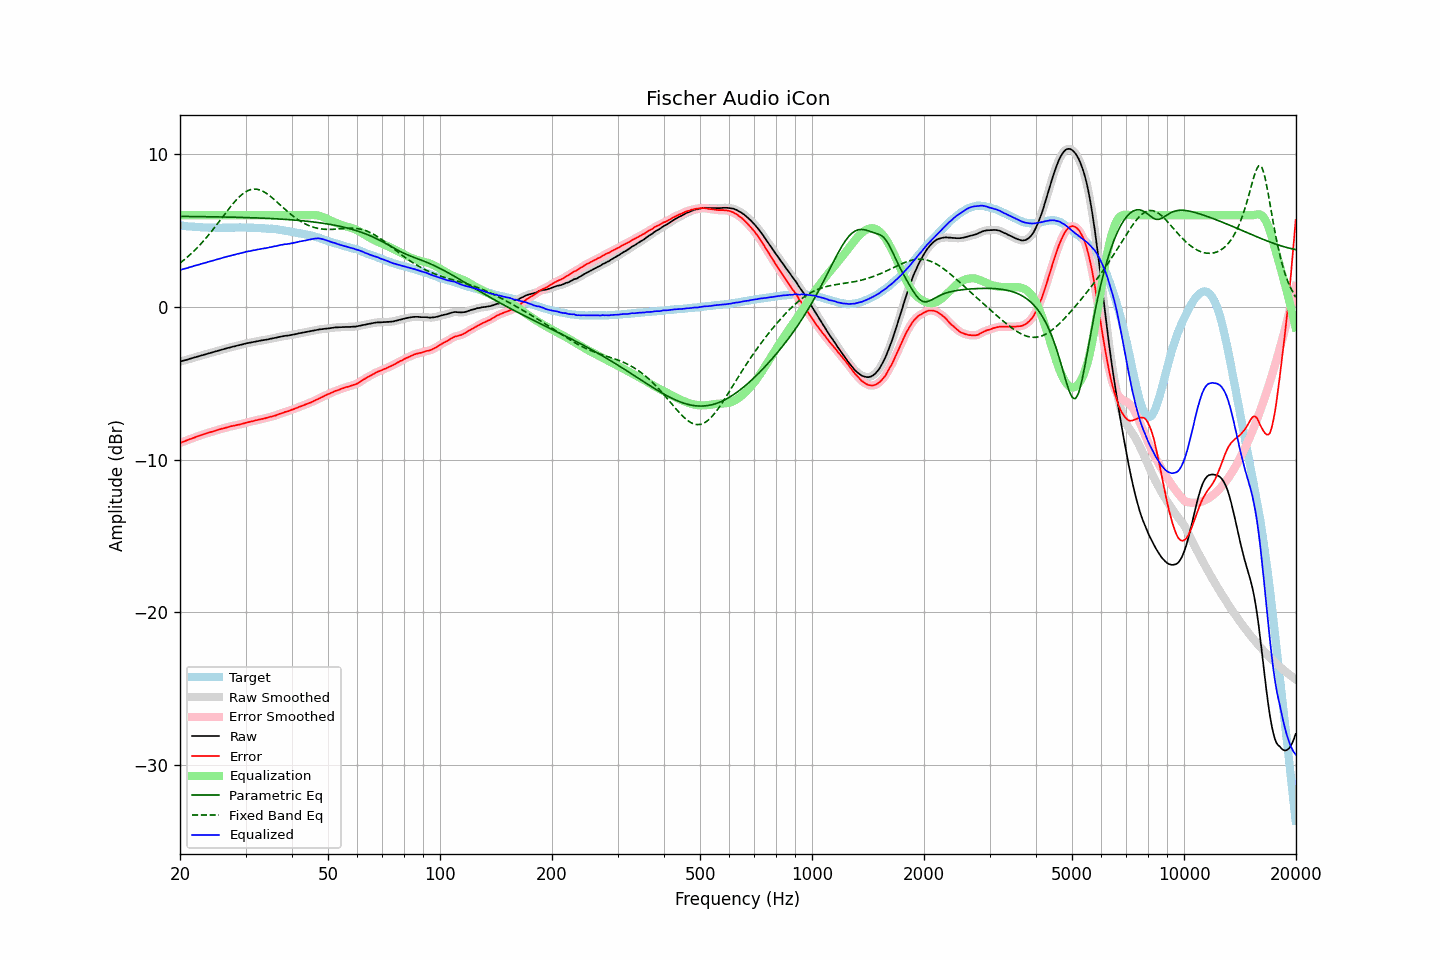 Fischer Audio iCon
Amplitude (dBr)
10
0
−10
−20
−30
Target
Raw Smoothed
Error Smoothed
Raw
Error
Equalization
Parametric Eq
Fixed Band Eq
Equalized
20 50 100 200 500 1000 2000 5000 10000 20000
Frequency (Hz)